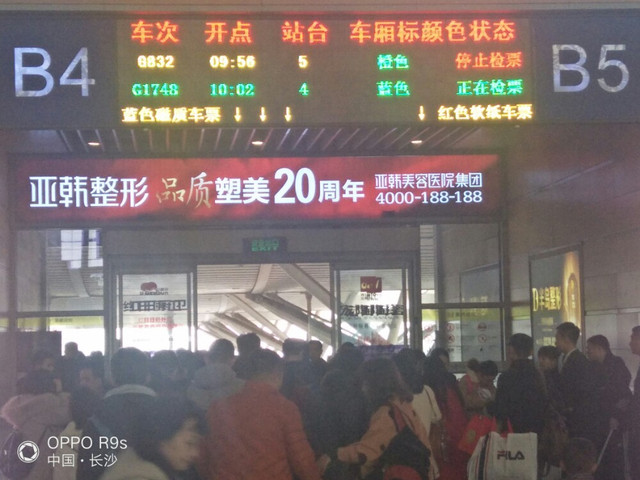 B4
B5
车次 开点 站台 车厢标颜色状态
G632 09:56 5 橙色 停止检票
G1748 10:02 4 蓝色 正在检票
蓝色磁质车票 ↓ ↓ ↓ ↓ 红色软纸车票
亚韩整形 品质塑美20周年 亚韩美容医院集团
4000-188-188
FILA
OPPO R9s
中国·长沙